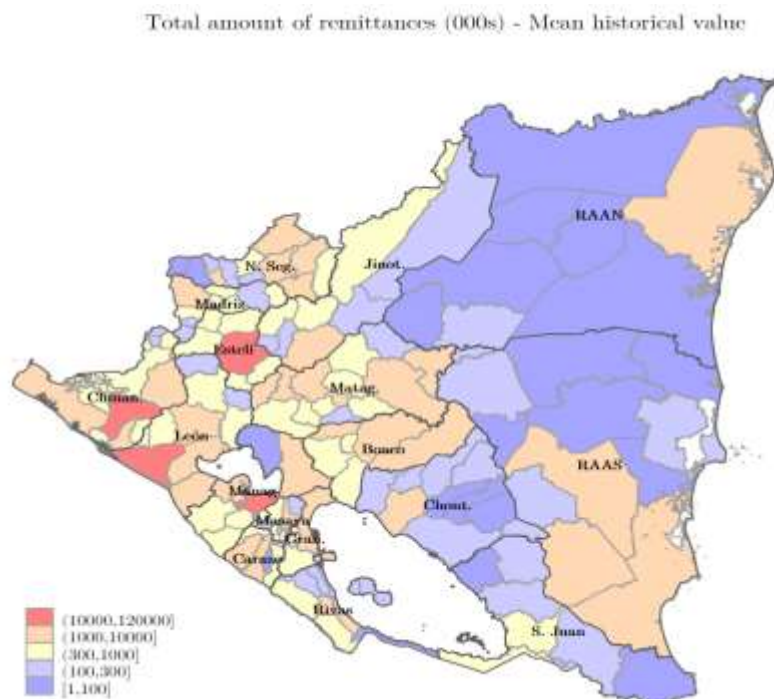 Total amount of remittances (000s) - Mean historical value
RAAN
Jinot.
N. Seg.
Madriz
Esteli
Chinan.
Matag.
León
Boaco
RAAS
Manag.
Chont.
Masaya
Gran.
Carazo
Rivas
S. Juan
(10000,120000]
(1000,10000]
(300,1000]
(100,300]
[1,100]